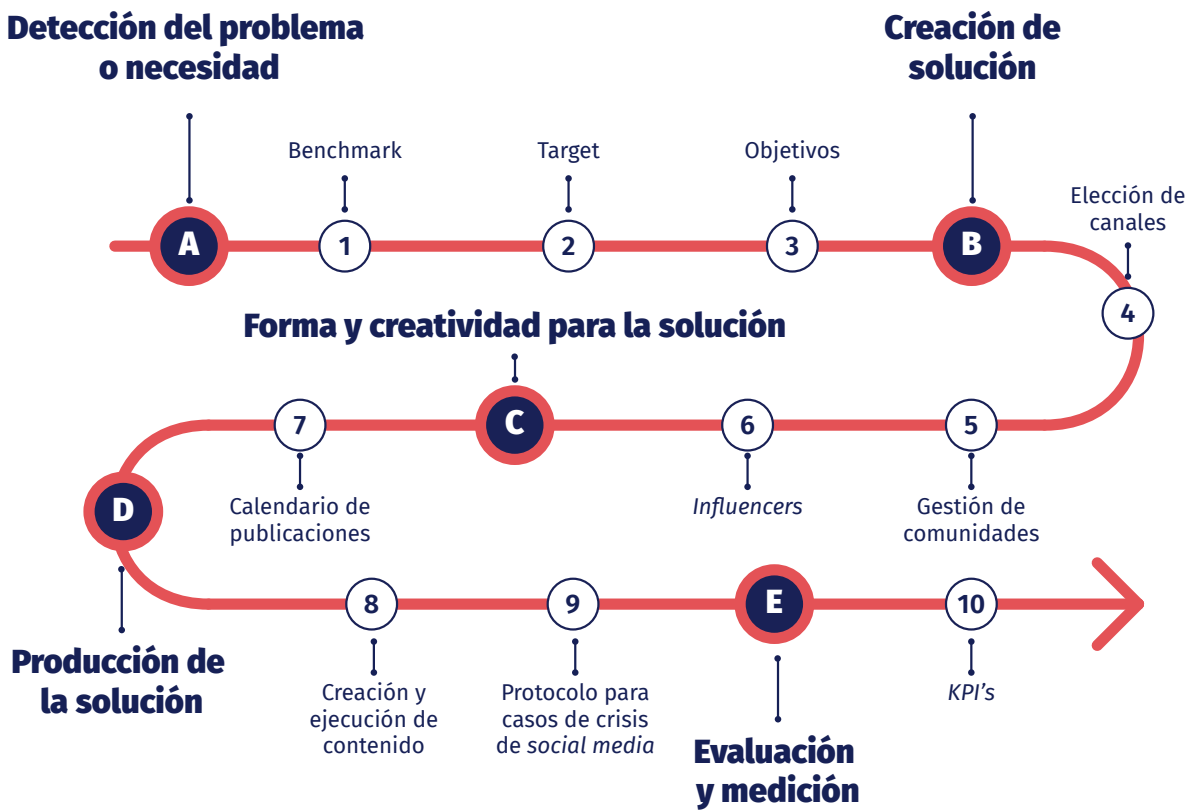 Detección del problema
o necesidad
Creación de
solución
Benchmark
Target
Objetivos
Elección de
canales
A
1
2
3
B
4
Forma y creatividad para la solución
7
C
6
5
D
Calendario de
publicaciones
Influencers
Gestión de
comunidades
8
9
E
10
Producción de
la solución
Creación y
ejecución de
contenido
Protocolo para
casos de crisis
de social media
Evaluación
y medición
KPI’s